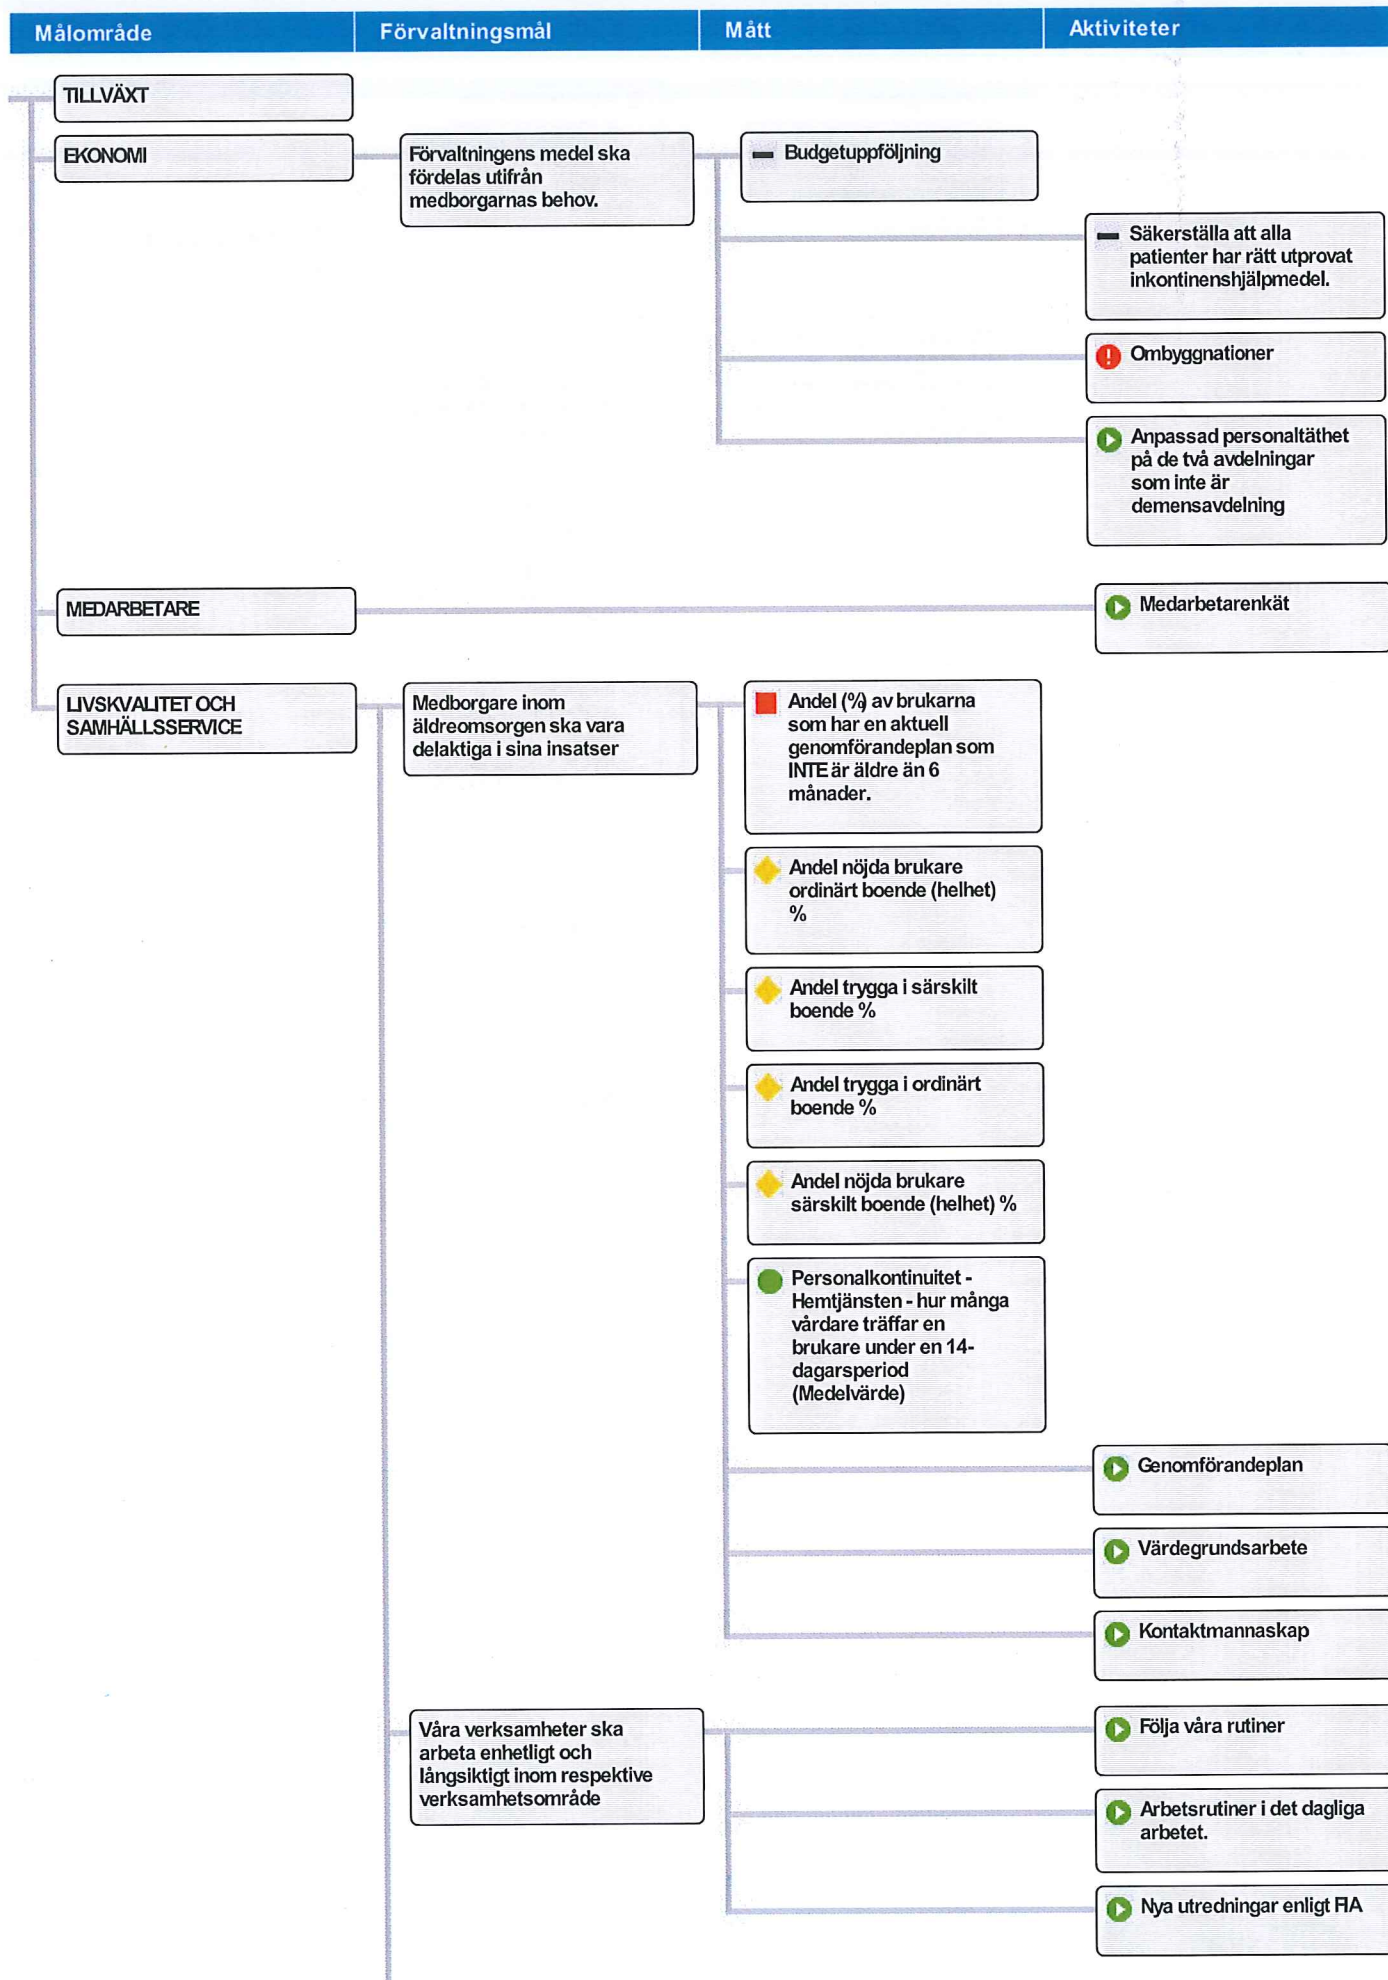 Målområde
Förvaltningsmål
Mått
Aktiviteter
TILLVÄXT
EKONOMI
Förvaltningens medel ska
fördelas utifrån
medborgarnas behov.
Budgetuppföljning
Säkerställa att alla
patienter har rätt utprovat
inkontinenshjälpmedel.
Ombyggnationer
Anpassad personaltäthet
på de två avdelningar
som inte är
demensavdelning
MEDARBETARE
Medarbetarenkät
LIVSKVALITET OCH
SAMHÄLLSSERVICE
Medborgare inom
äldreomsorgen ska vara
delaktiga i sina insatser
Andel (%) av brukarna
som har en aktuell
genomförandeplan som
INTE är äldre än 6
månader.
Andel nöjda brukare
ordinärt boende (helhet)
%
Andel trygga i särskilt
boende %
Andel trygga i ordinärt
boende %
Andel nöjda brukare
särskilt boende (helhet) %
Personalkontinuitet -
Hemtjänsten - hur många
vårdare träffar en
brukare under en 14-
dagarsperiod
(Medelvärde)
Genomförandeplan
Värdegrundsarbete
Kontaktmannaskap
Våra verksamheter ska
arbeta enhetligt och
långsiktigt inom respektive
verksamhetsområde
Följa våra rutiner
Arbetsrutiner i det dagliga
arbetet.
Nya utredningar enligt FIA